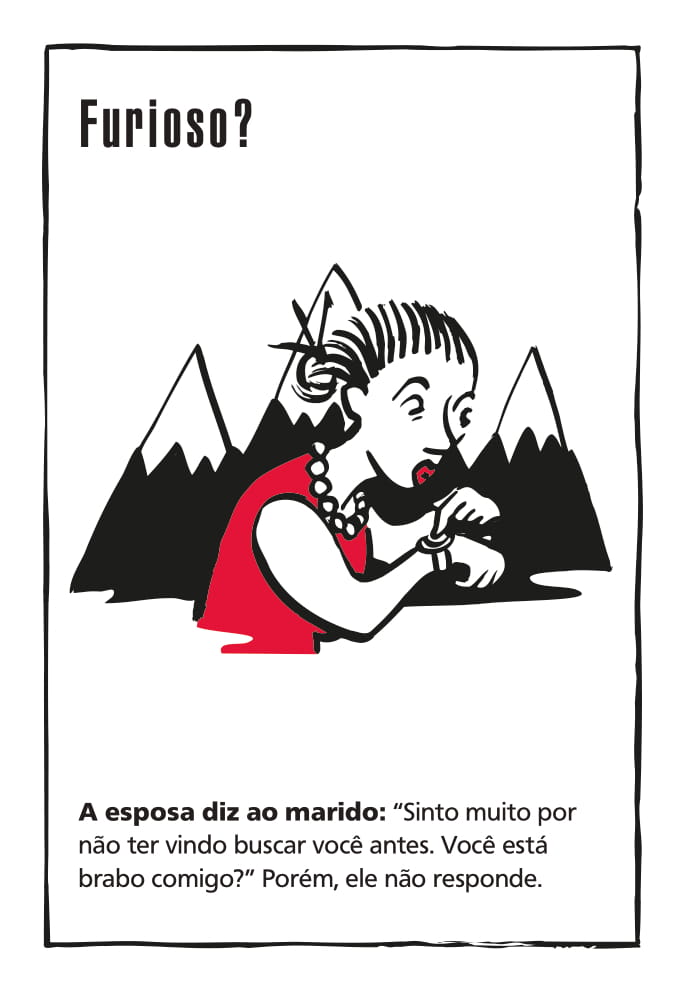 Furioso?
A esposa diz ao marido: “Sinto muito por
não ter vindo buscar você antes. Você está
brabo comigo?” Porém, ele não responde.